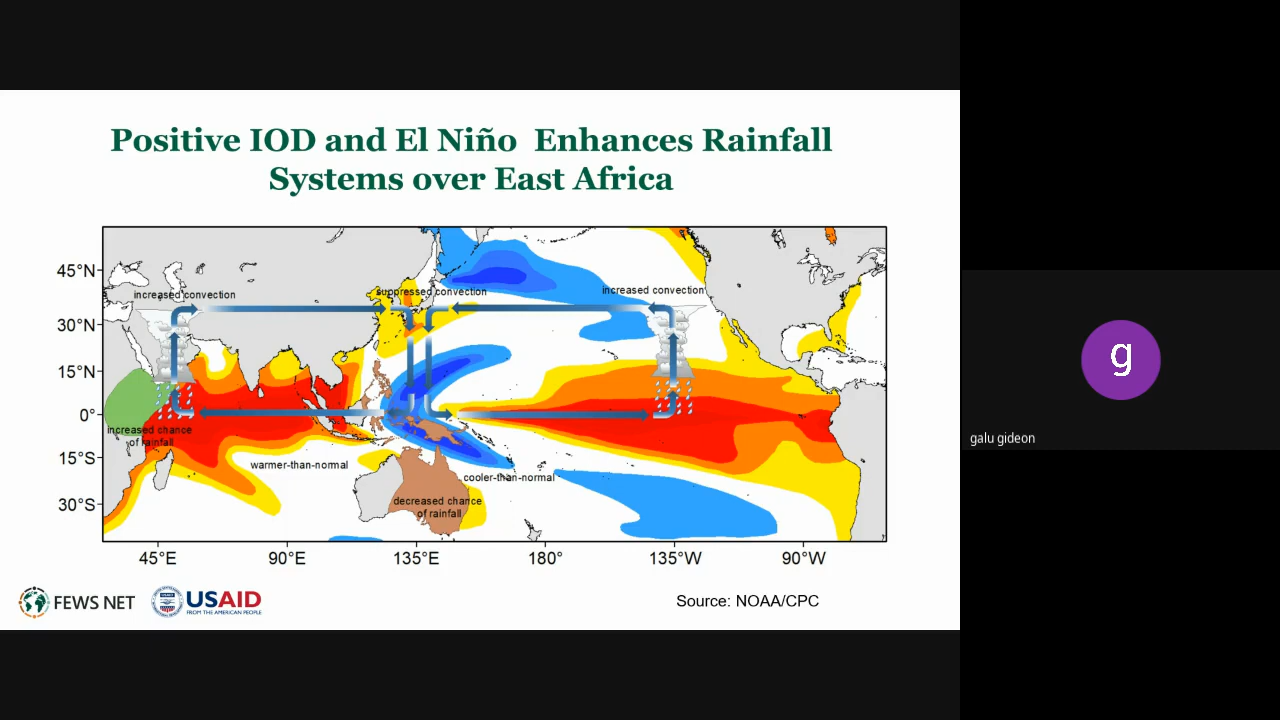 Positive IOD and El Niño Enhances Rainfall
Systems over East Africa
increased convection
suppressed convection
increased convection
45°N
30°N
15°N
0°
15°S
30°S
increased chance
of rainfall
warmer-than-normal
cooler-than-normal
decreased chance
of rainfall
45°E
90°E
135°E
180°
135°W
90°W
FEWS NET
USAID
FROM THE AMERICAN PEOPLE
Source: NOAA/CPC
g
galu gideon